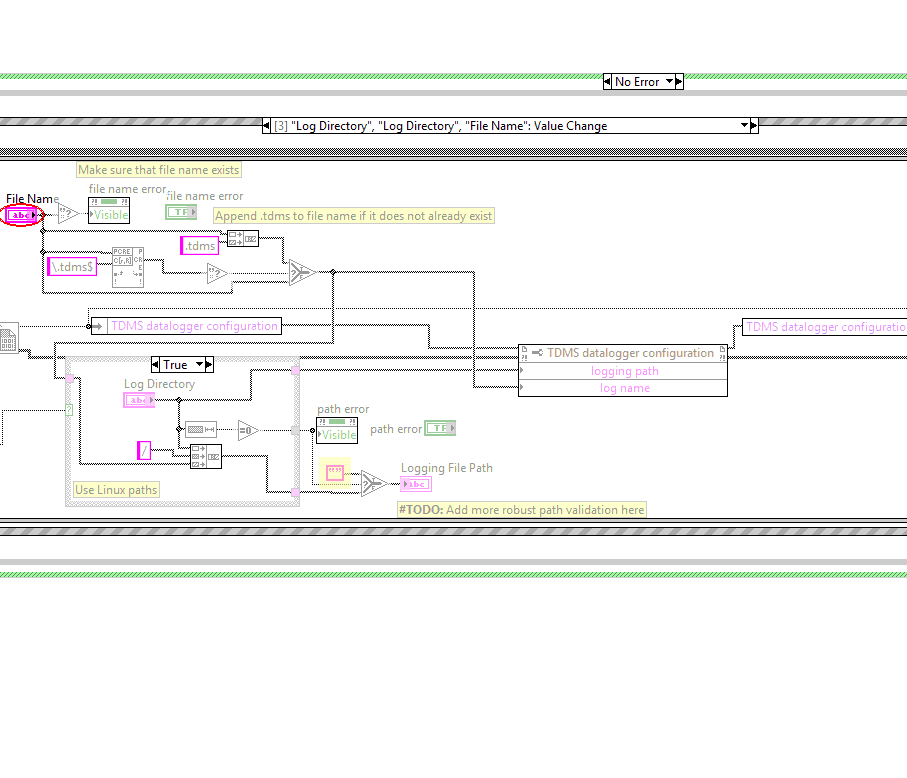 No Error
[3] "Log Directory", "Log Directory", "File Name": Value Change
Make sure that file name exists
File Name
file name error
file name error
abc
Visible
TF
Append .tdms to file name if it does not already exist
.tdms
\.tdms$
PCRE
TDMS datalogger configuration
TDMS datalogger configuration
TDMS datalogger configuration
logging path
log name
True
Log Directory
abc
=0
/
Use Linux paths
path error
Visible
path error
TF
""
Logging File Path
abc
#TODO: Add more robust path validation here